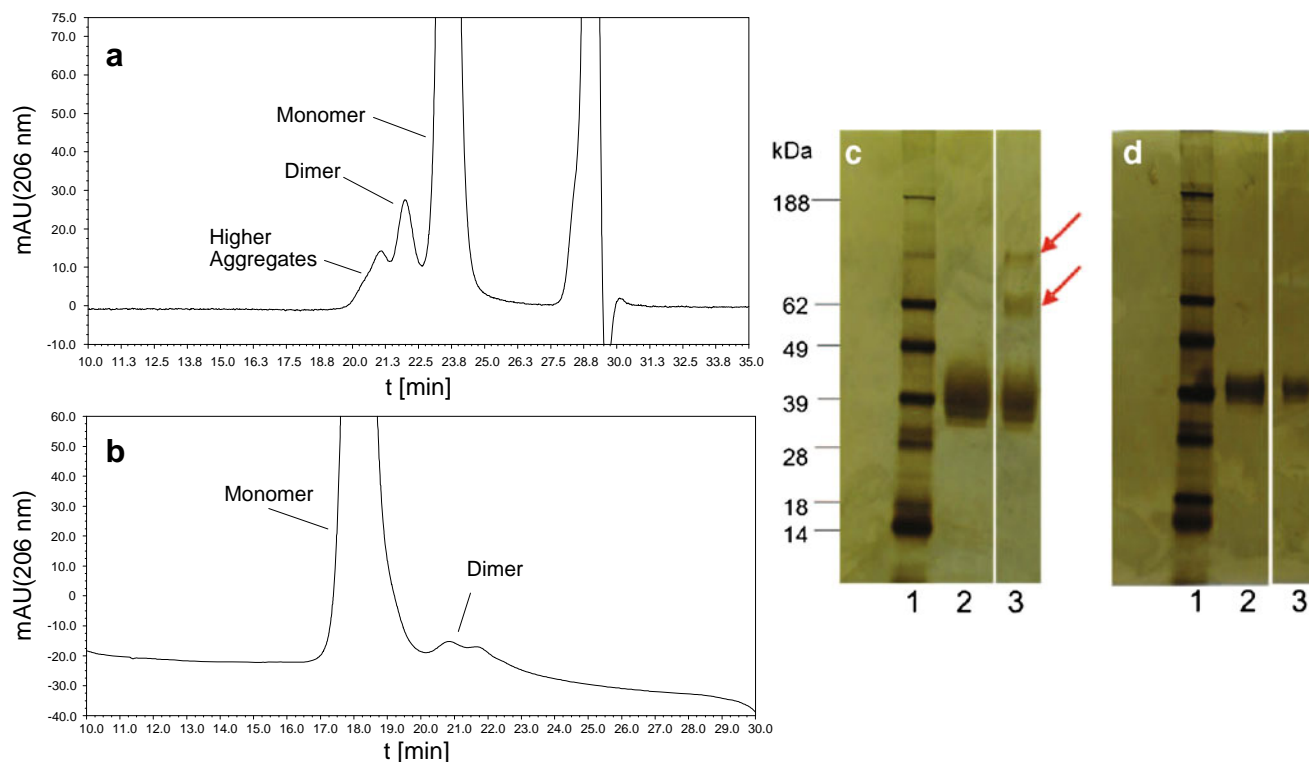 a
mAU(206 nm)
75.0
70.0
60.0
50.0
40.0
30.0
20.0
10.0
0
-10.0
Monomer
Dimer
Higher
Aggregates
10.0 11.3 12.5 13.8 15.0 16.3 17.5 18.8 20.0 21.3 22.5 23.8 25.0 26.3 27.5 28.8 30.0 31.3 32.5 33.8 35.0
t [min]
b
mAU(206 nm)
60.0
50.0
40.0
30.0
20.0
10.0
0
-10.0
-20.0
-30.0
-40.0
Monomer
Dimer
10.0 11.0 12.0 13.0 14.0 15.0 16.0 17.0 18.0 19.0 20.0 21.0 22.0 23.0 24.0 25.0 26.0 27.0 28.0 29.0 30.0
t [min]
kDa
188
62
49
39
28
18
14
c
1 2 3
d
1 2 3